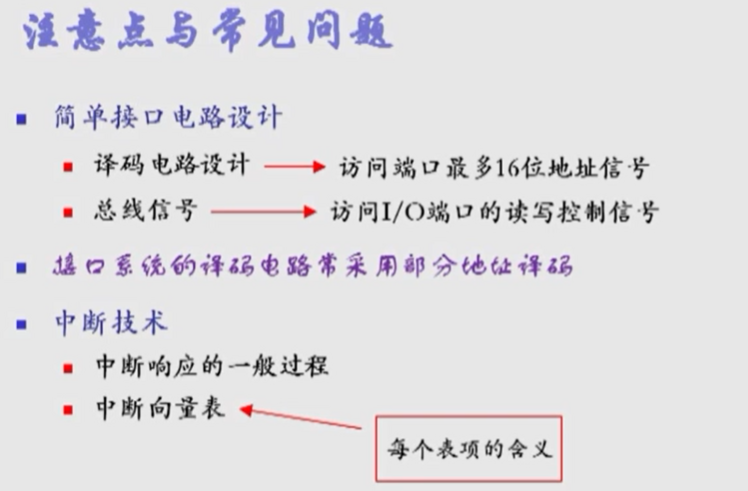 注意点与常见问题
简单接口电路设计
译码电路设计 访问端口最多16位地址信号
总线信号 访问I/O端口的读写控制信号
接口系统的译码电路常采用部分地址译码
中断技术
中断响应的一般过程
中断向量表
每个表项的含义